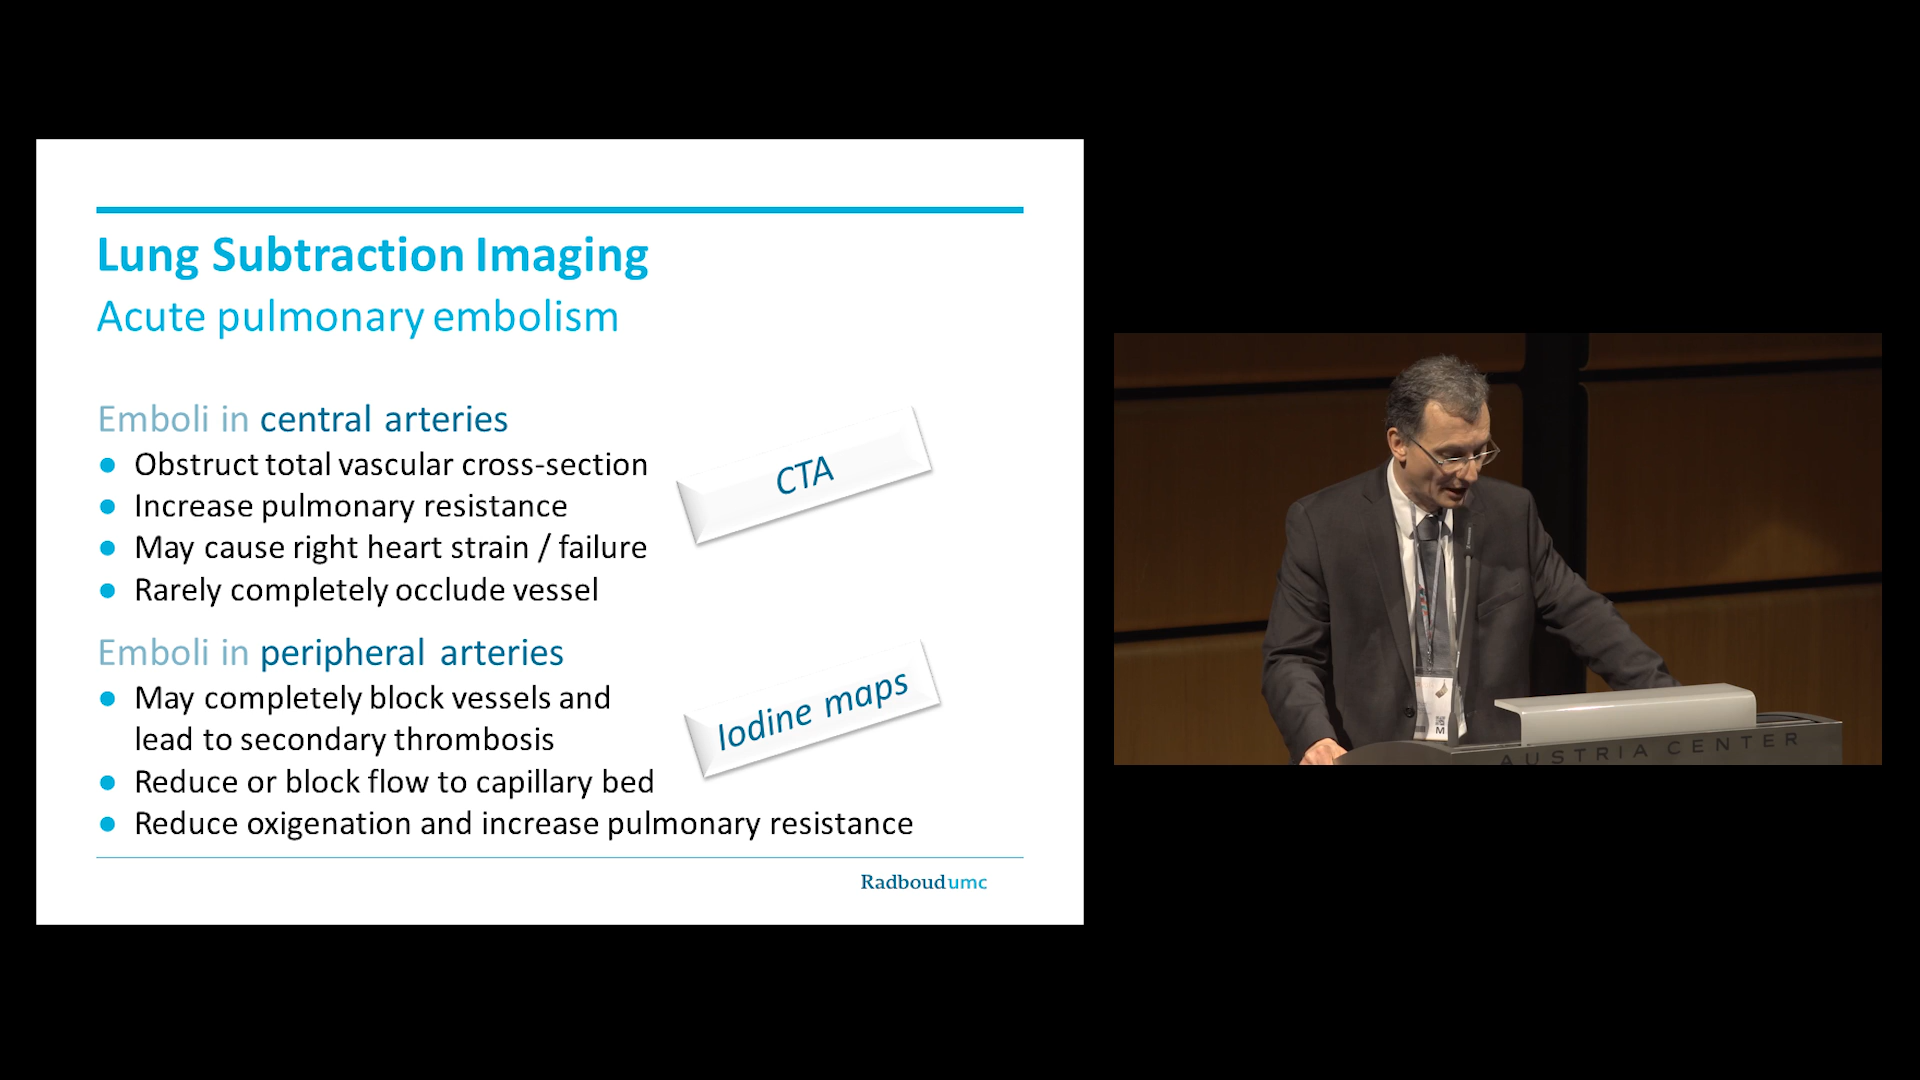 Lung Subtraction Imaging
Acute pulmonary embolism
Emboli in central arteries
● Obstruct total vascular cross-section
● Increase pulmonary resistance
● May cause right heart strain / failure
● Rarely completely occlude vessel
CTA
Emboli in peripheral arteries
● May completely block vessels and
lead to secondary thrombosis
● Reduce or block flow to capillary bed
● Reduce oxigenation and increase pulmonary resistance
Iodine maps
Radboudumc
M
AUSTRIA CENTER